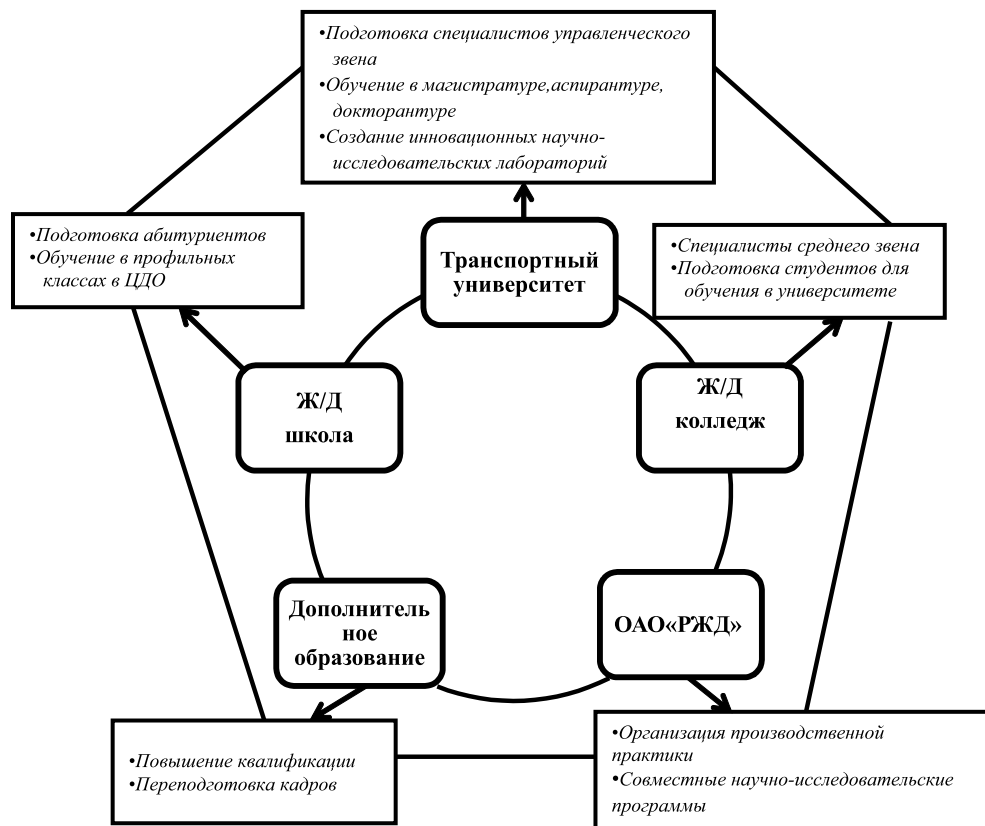 •Подготовка специалистов управленческого
звена
•Обучение в магистратуре,аспирантуре,
докторантуре
•Создание инновационных научно-
исследовательских лабораторий
•Подготовка абитуриентов
•Обучение в профильных
классах в ЦДО
Транспортный
университет
•Специалисты среднего звена
•Подготовка студентов для
обучения в университете
Ж/Д
школа
Ж/Д
колледж
Дополнитель
ное
образование
ОАО«РЖД»
•Повышение квалификации
•Переподготовка кадров
•Организация производственной
практики
•Совместные научно-исследовательские
программы